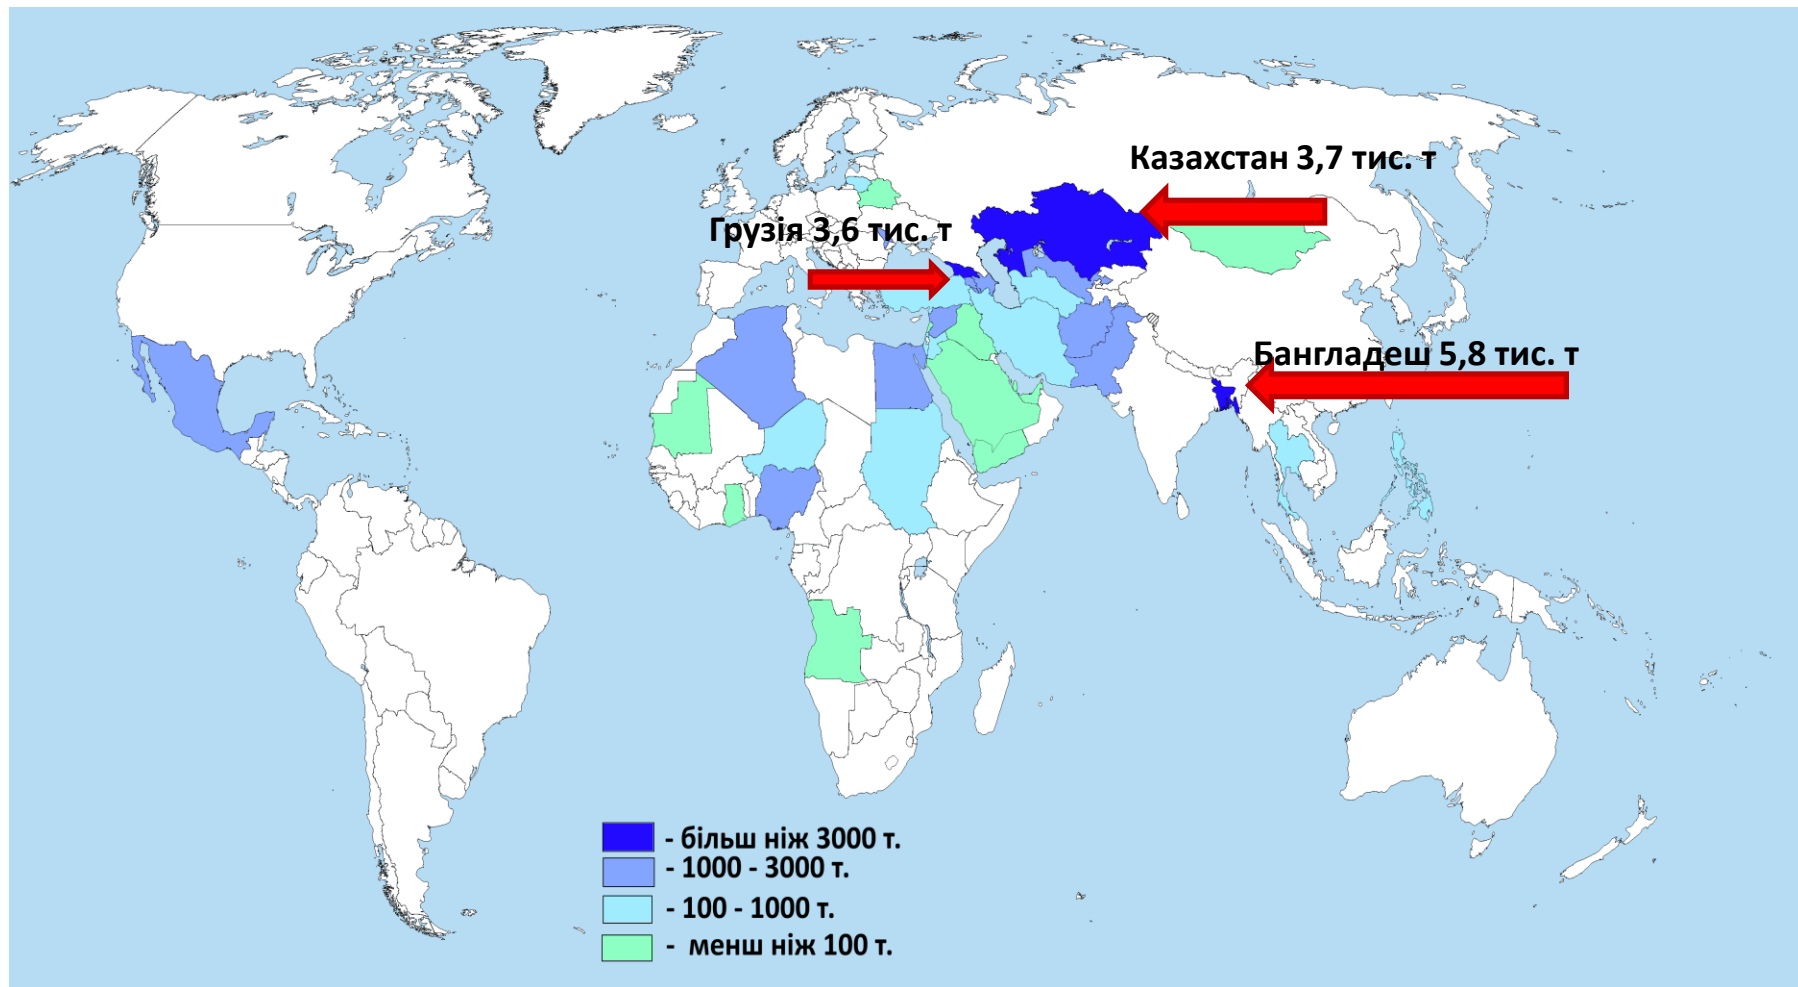 Казахстан 3,7 тис. т
Грузія 3,6 тис. т
Бангладеш 5,8 тис. т
- більш ніж 3000 т.
- 1000 - 3000 т.
- 100 - 1000 т.
- менш ніж 100 т.